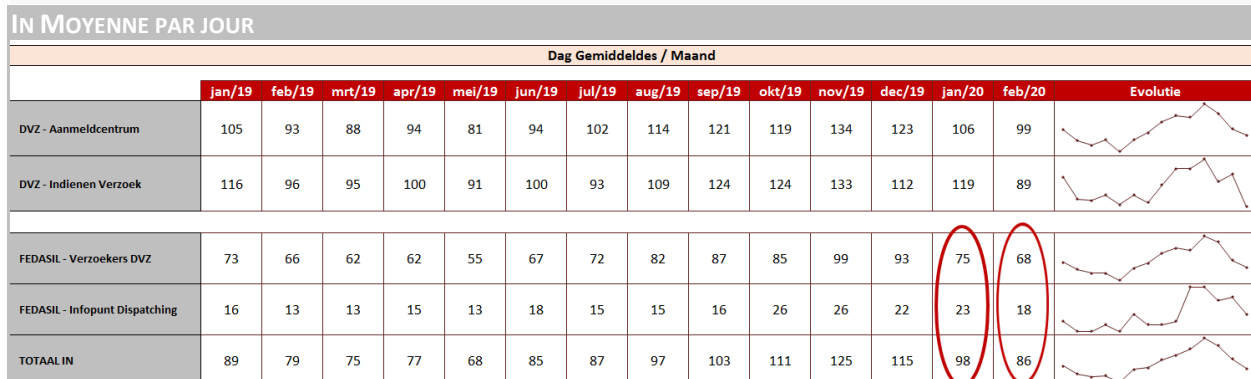 IN MOYENNE PAR JOUR
Dag Gemiddeldes / Maand
jan/19 feb/19 mrt/19 apr/19 mei/19 jun/19 jul/19 aug/19 sep/19 okt/19 nov/19 dec/19 jan/20 feb/20 Evolutie
DVZ - Aanmeldcentrum 105 93 88 94 81 94 102 114 121 119 134 123 106 99
DVZ - Indienen Verzoek 116 96 95 100 91 100 93 109 124 124 133 112 119 89
FEDASIL - Verzoekers DVZ 73 66 62 62 55 67 72 82 87 85 99 93 75 68
FEDASIL - Infopunt Dispatching 16 13 13 15 13 18 15 15 16 26 26 22 23 18
TOTAAL IN 89 79 75 77 68 85 87 97 103 111 125 115 98 86